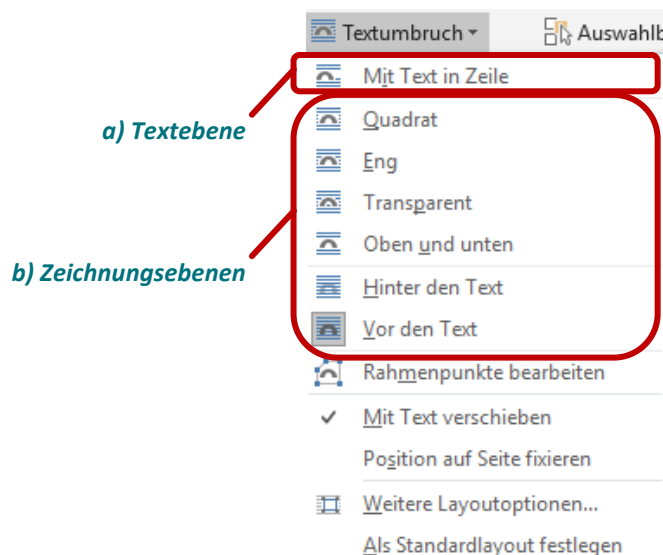 Textumbruch
Mit Text in Zeile
a) Textebene
Quadrat
Eng
Transparent
Oben und unten
b) Zeichnungsebenen
Hinter den Text
Vor den Text
Rahmenpunkte bearbeiten
Mit Text verschieben
Position auf Seite fixieren
Weitere Layoutoptionen...
Als Standardlayout festlegen